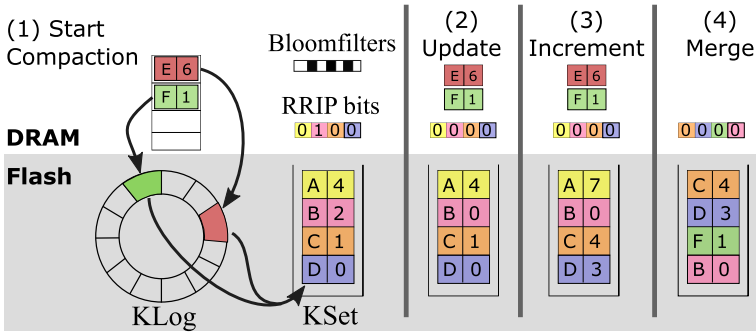 (1) Start
Compaction
E 6
F 1
DRAM
Flash
KLog
Bloomfilters
RRIP bits
0 1 0 0
A 4
B 2
C 1
D 0
KSet
(2)
Update
E 6
F 1
0 0 0 0
A 4
B 0
C 1
D 0
(3)
Increment
E 6
F 1
0 0 0 0
A 7
B 0
C 4
D 3
(4)
Merge
0 0 0 0
C 4
D 3
F 1
B 0